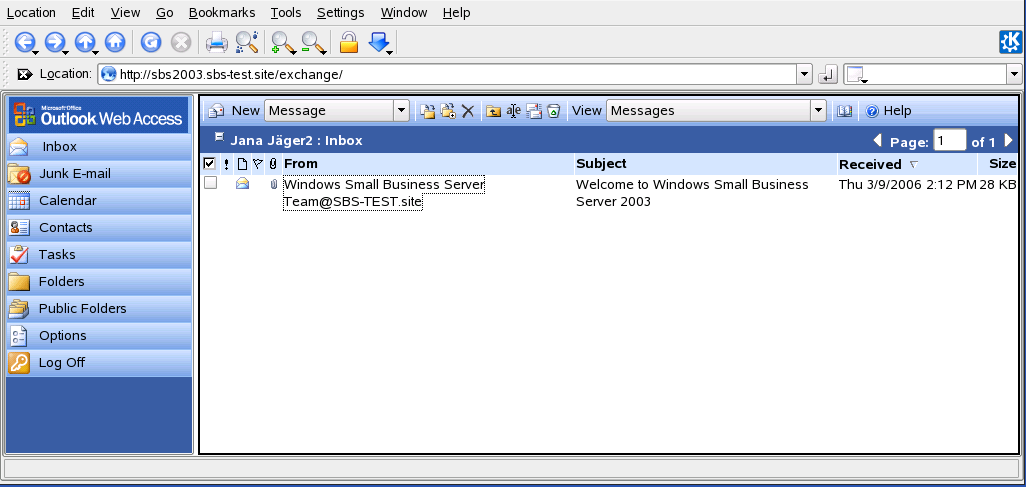 Location Edit View Go Bookmarks Tools Settings Window Help
Location: http://sbs2003.sbs-test.site/exchange/
Microsoft Office
Outlook Web Access
Inbox
Junk E-mail
Calendar
Contacts
Tasks
Folders
Public Folders
Options
Log Off
New Message View Messages Help
Jana Jäger2 : Inbox Page: 1 of 1
! From Subject Received Size
Windows Small Business Server
Team@SBS-TEST.site
Welcome to Windows Small Business
Server 2003
Thu 3/9/2006 2:12 PM 28 KB